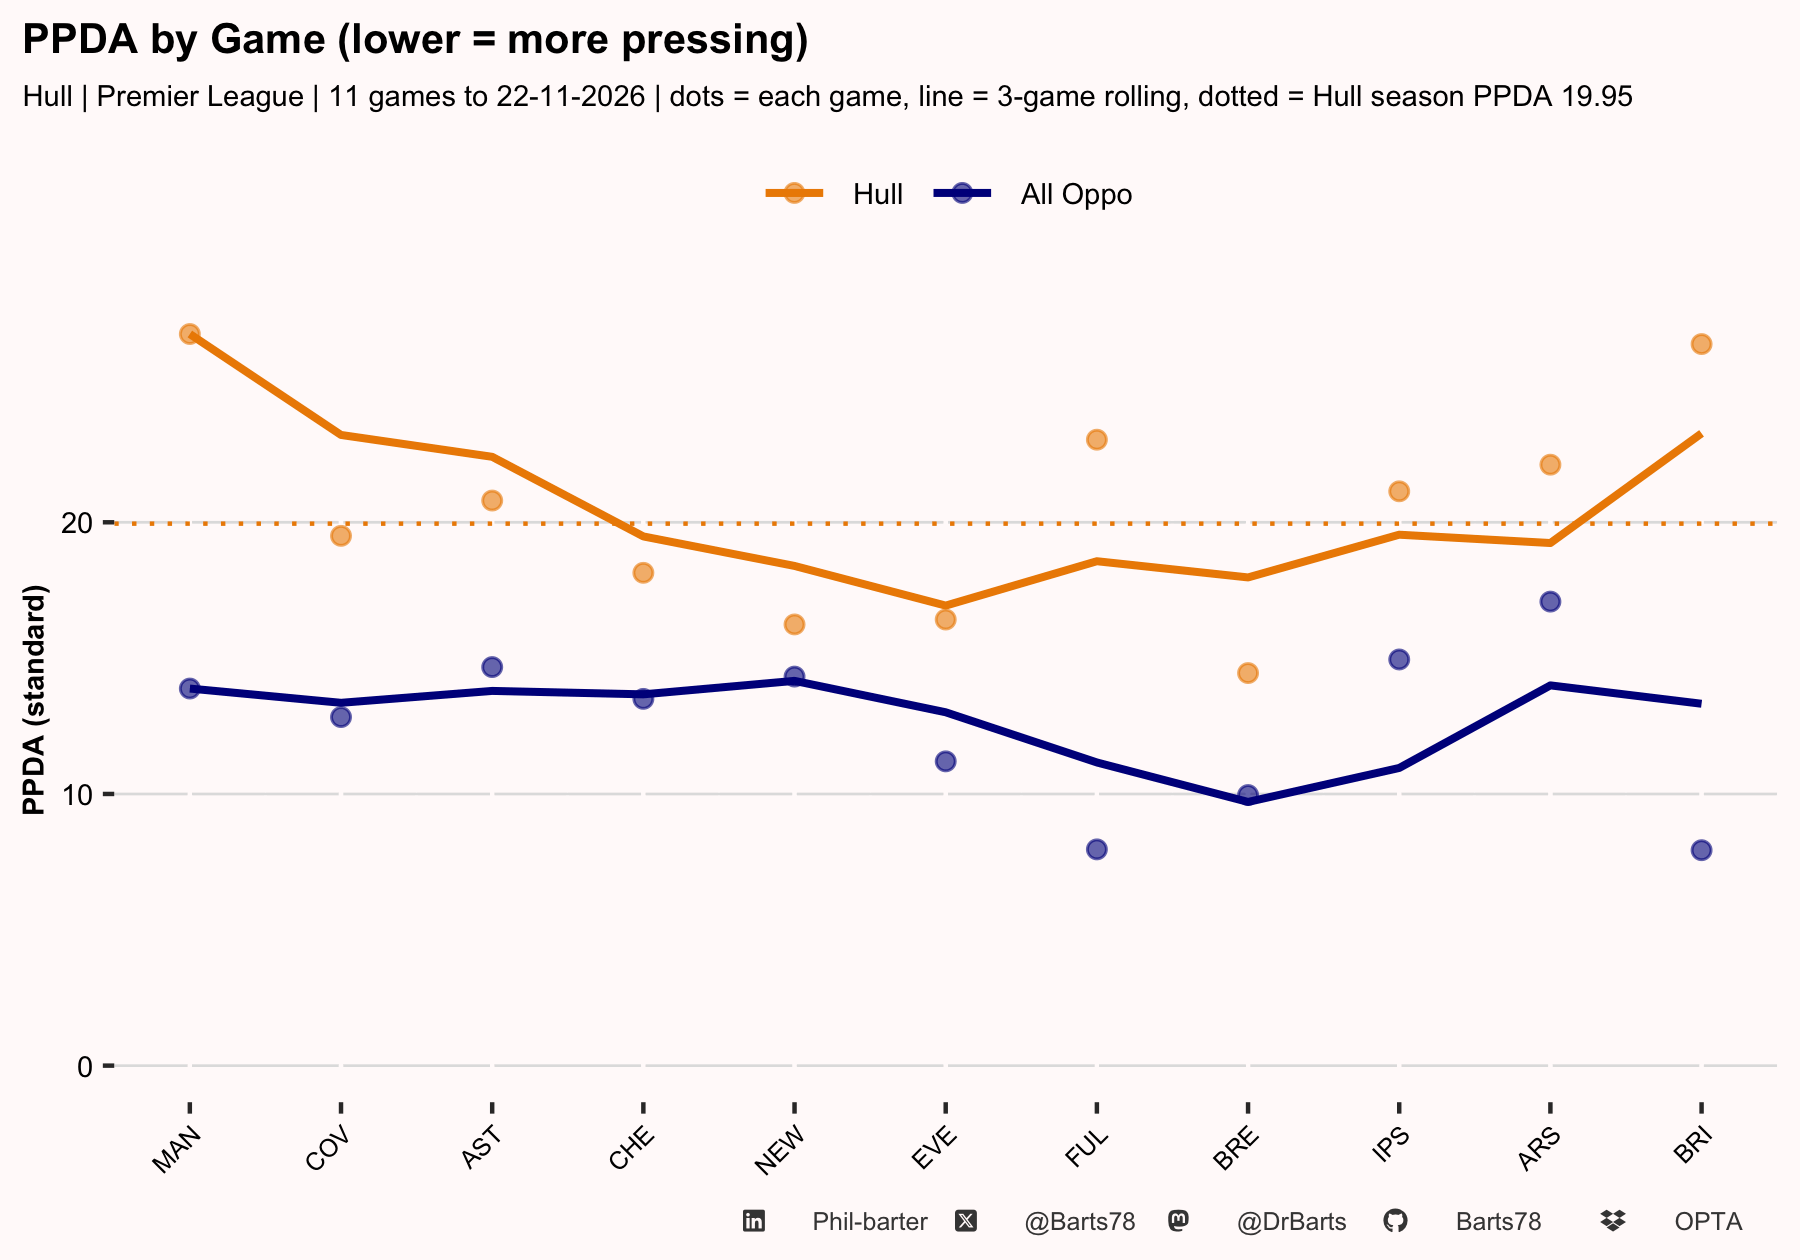 PPDA by Game (lower = more pressing)
Hull | Premier League | 11 games to 22-11-2026 | dots = each game, line = 3-game rolling, dotted = Hull season PPDA 19.95
Hull All Oppo
PPDA (standard)
20
10
0
MAN COV AST CHE NEW EVE FUL BRE IPS ARS BRI
Phil-barter @Barts78 @DrBarts Barts78 OPTA